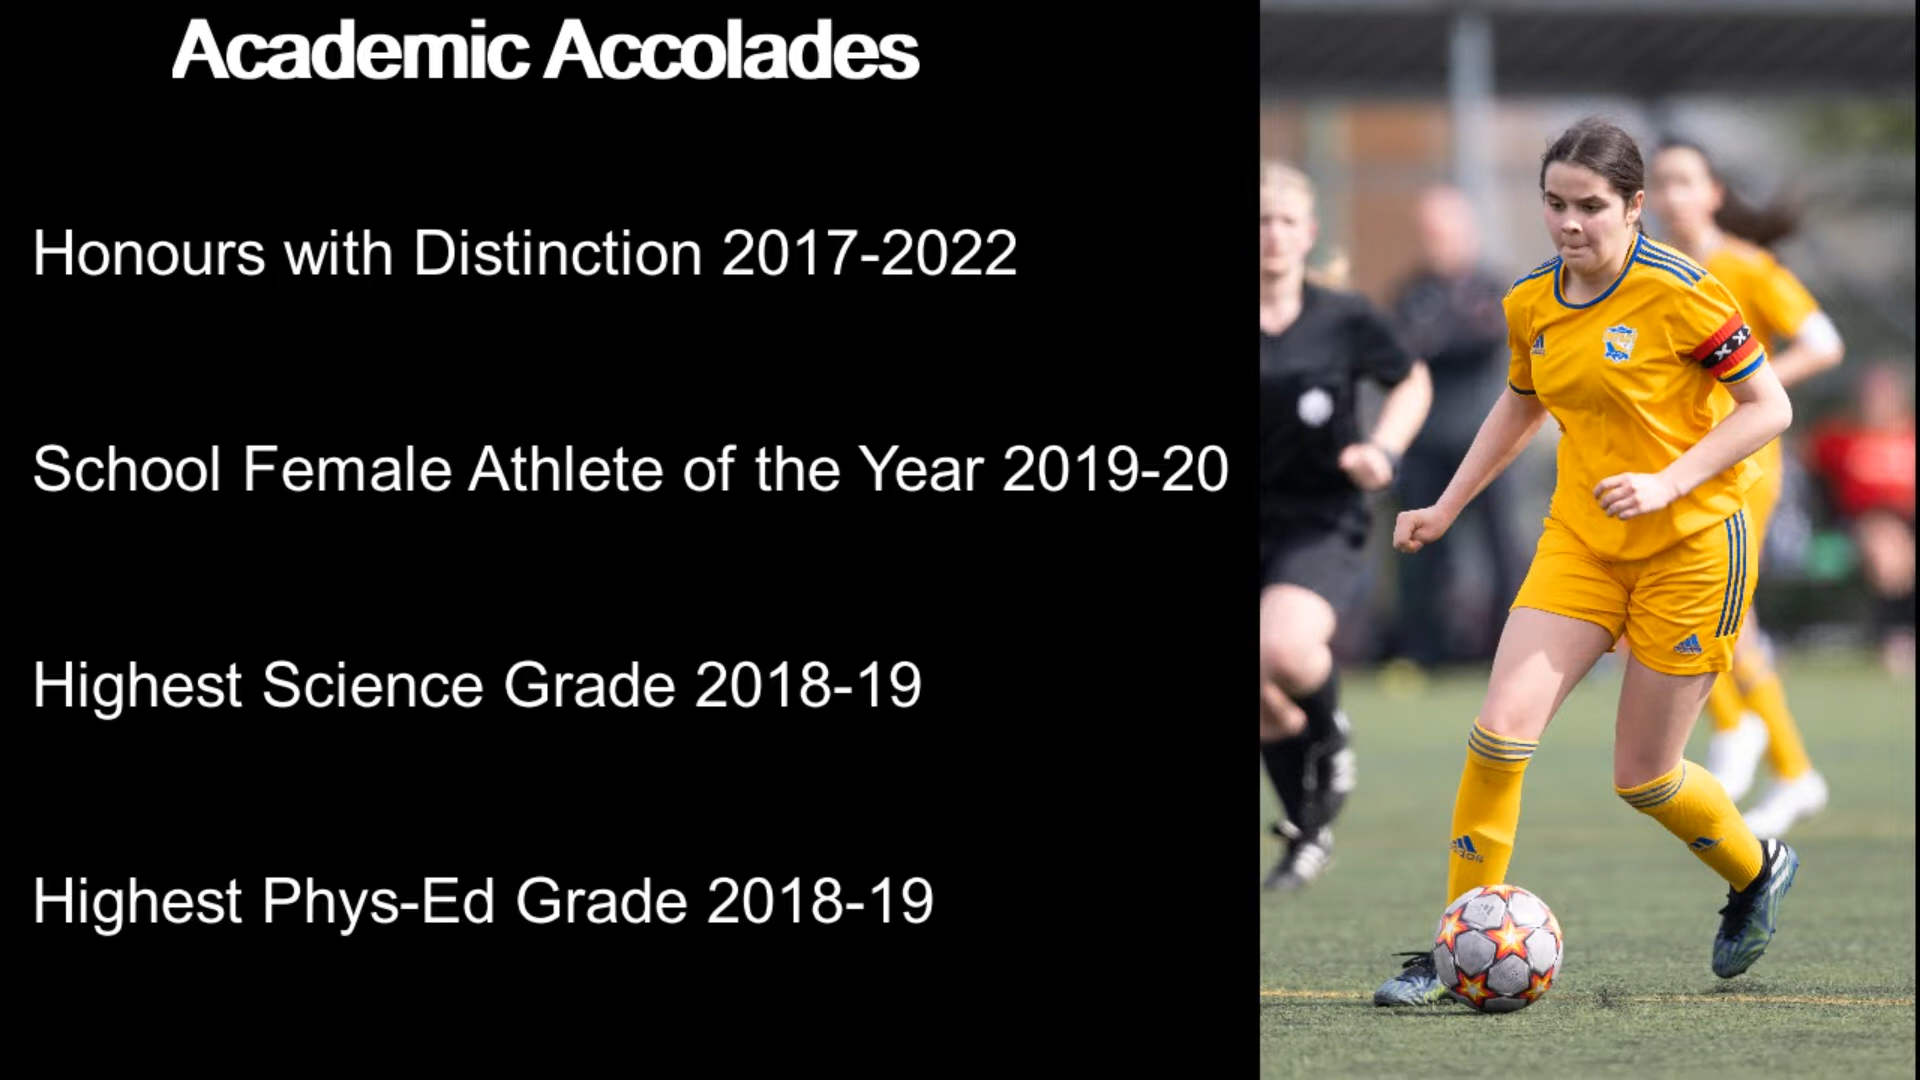 Academic Accolades
Honours with Distinction 2017-2022
School Female Athlete of the Year 2019-20
Highest Science Grade 2018-19
Highest Phys-Ed Grade 2018-19